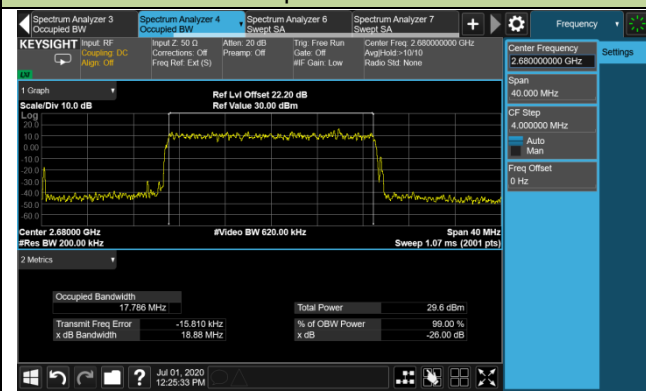 Spectrum Analyzer 3
Occupied BW
Spectrum Analyzer 4
Occupied BW
Spectrum Analyzer 6
Swept SA
Spectrum Analyzer 7
Swept SA
+
Frequency
KEYSIGHT
Input: RF
Coupling: DC
Align: Off
Input Z: 50 Ω
Corrections: Off
Freq Ref: Ext (S)
Atten: 20 dB
Preamp: Off
Trig: Free Run
Gate: Off
#IF Gain: Low
Center Freq: 2.680000000 GHz
Avg|Hold:>10/10
Radio Std: None
LXI
Center Frequency
2.680000000 GHz
Settings
Span
40.000 MHz
CF Step
4.000000 MHz
Auto
Man
Freq Offset
0 Hz
1 Graph
Scale/Div 10.0 dB
Ref Lvl Offset 22.20 dB
Ref Value 30.00 dBm
Log
20.0
10.0
0.00
-10.0
-20.0
-30.0
-40.0
-50.0
-60.0
Center 2.68000 GHz
#Res BW 200.00 kHz
#Video BW 620.00 kHz
Span 40 MHz
Sweep 1.07 ms (2001 pts)
2 Metrics
Occupied Bandwidth
17.786 MHz
Total Power 29.6 dBm
Transmit Freq Error -15.810 kHz
% of OBW Power 99.00 %
x dB Bandwidth 18.88 MHz
x dB -26.00 dB
?
Jul 01, 2020
12:25:33 PM